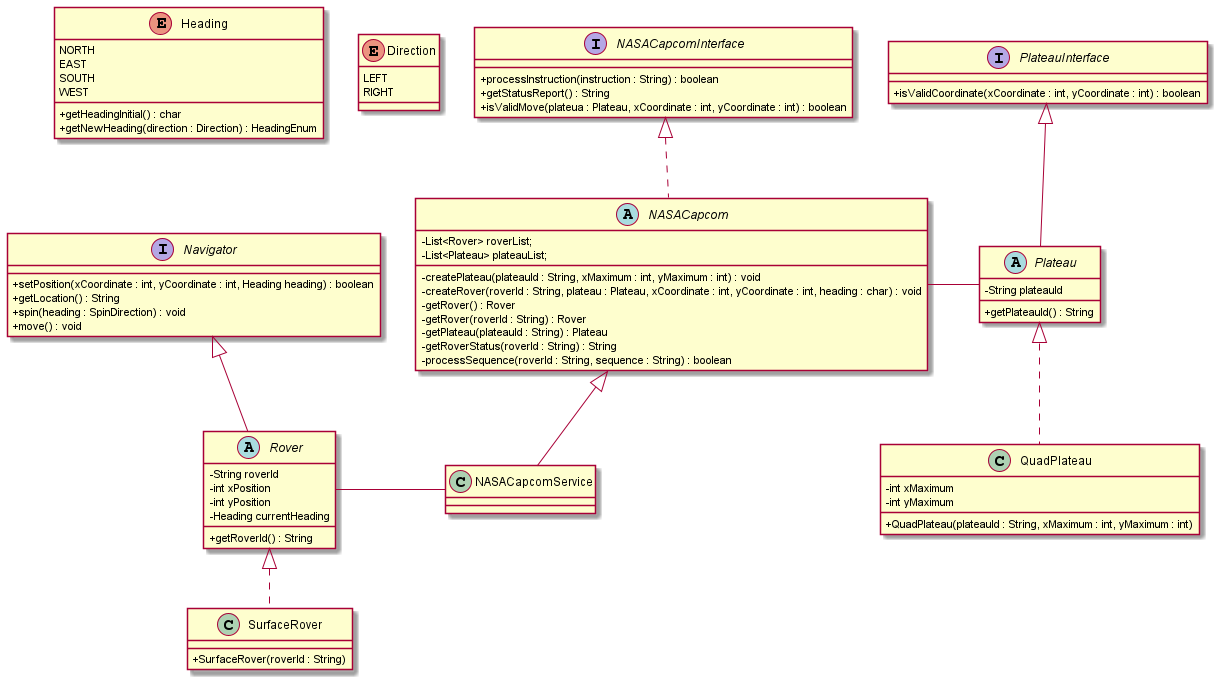 E Heading
NORTH
EAST
SOUTH
WEST
+getHeadingInitial() : char
+getNewHeading(direction : Direction) : HeadingEnum
E Direction
LEFT
RIGHT
I NASACapcomInterface
+processInstruction(instruction : String) : boolean
+getStatusReport() : String
+isValidMove(plateua : Plateau, xCoordinate : int, yCoordinate : int) : boolean
I PlateauInterface
+isValidCoordinate(xCoordinate : int, yCoordinate : int) : boolean
I Navigator
+setPosition(xCoordinate : int, yCoordinate : int, Heading heading) : boolean
+getLocation() : String
+spin(heading : SpinDirection) : void
+move() : void
A NASACapcom
-List<Rover> roverList;
-List<Plateau> plateauList;
-createPlateau(plateauId : String, xMaximum : int, yMaximum : int) : void
-createRover(roverId : String, plateau : Plateau, xCoordinate : int, yCoordinate : int, heading : char) : void
-getRover() : Rover
-getRover(roverId : String) : Rover
-getPlateau(plateauId : String) : Plateau
-getRoverStatus(roverId : String) : String
-processSequence(roverId : String, sequence : String) : boolean
A Plateau
-String plateauId
+getPlateauId() : String
A Rover
-String roverId
-int xPosition
-int yPosition
-Heading currentHeading
+getRoverId() : String
C NASACapcomService
C QuadPlateau
-int xMaximum
-int yMaximum
+QuadPlateau(plateauId : String, xMaximum : int, yMaximum : int)
C SurfaceRover
+SurfaceRover(roverId : String)